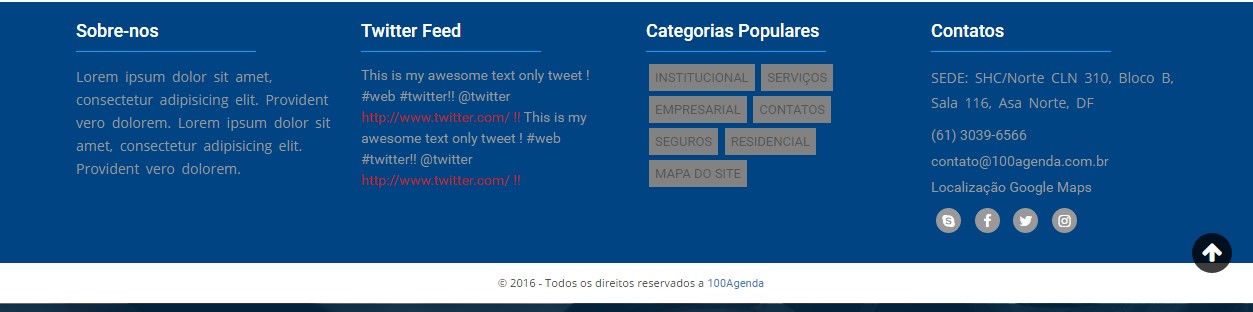 Sobre-nos
Lorem ipsum dolor sit amet,
consectetur adipisicing elit. Provident
vero dolorem. Lorem ipsum dolor sit
amet, consectetur adipisicing elit.
Provident vero dolorem.
Twitter Feed
This is my awesome text only tweet !
#web #twitter!! @twitter
http://www.twitter.com/ !! This is my
awesome text only tweet ! #web
#twitter!! @twitter
http://www.twitter.com/ !!
Categorias Populares
INSTITUCIONAL SERVIÇOS
EMPRESARIAL CONTATOS
SEGUROS RESIDENCIAL
MAPA DO SITE
Contatos
SEDE: SHC/Norte CLN 310, Bloco B,
Sala 116, Asa Norte, DF
(61) 3039-6566
contato@100agenda.com.br
Localização Google Maps
© 2016 - Todos os direitos reservados a 100Agenda